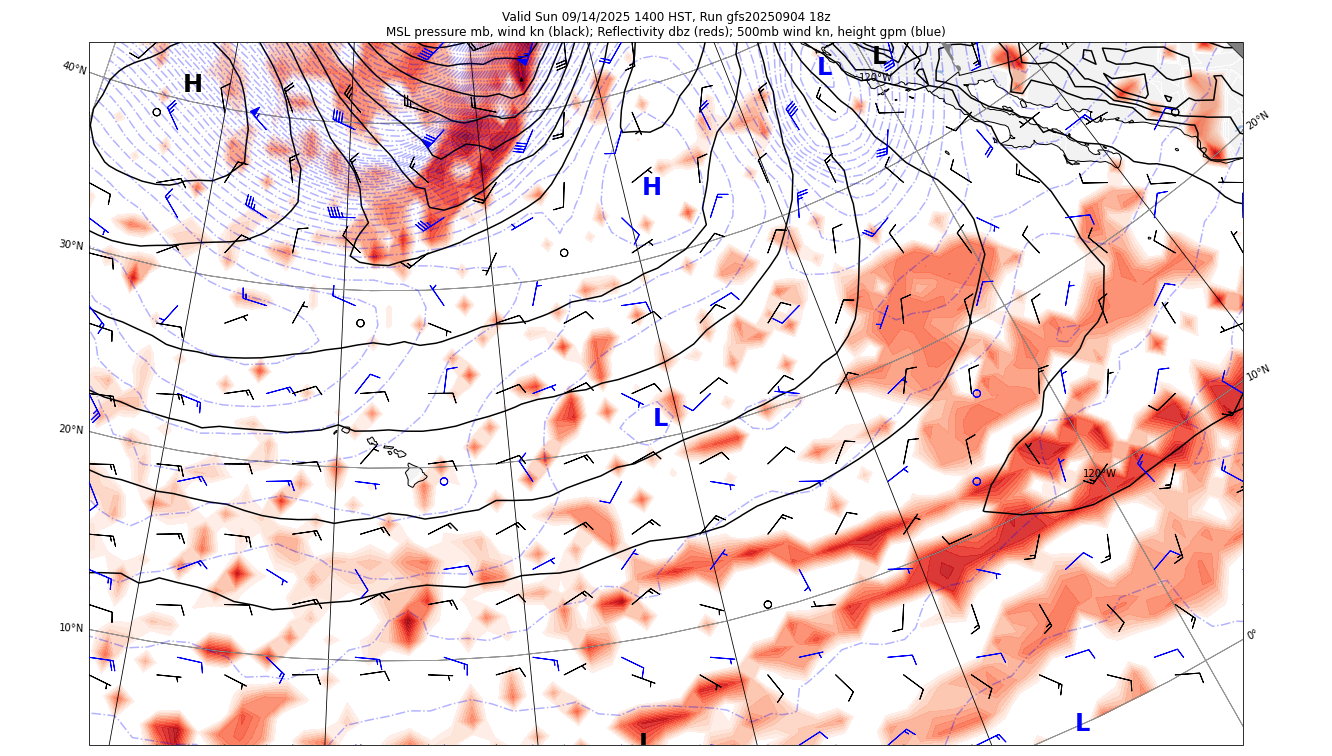 Valid Sun 09/14/2025 1400 HST, Run gfs20250904 18z
MSL pressure mb, wind kn (black); Reflectivity dbz (reds); 500mb wind kn, height gpm (blue)
40°N
H
L
L
120°W
20°N
H
30°N
10°N
L
20°N
120°W
10°N
0°
L
L